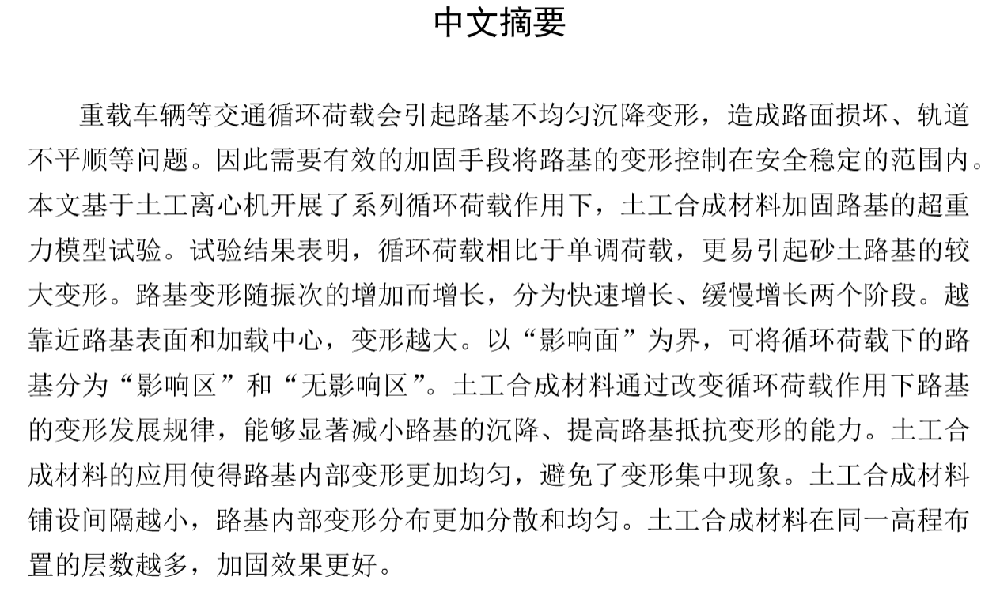 中文摘要
重载车辆等交通循环荷载会引起路基不均匀沉降变形，造成路面损坏、轨道
不平顺等问题。因此需要有效的加固手段将路基的变形控制在安全稳定的范围内。
本文基于土工离心机开展了系列循环荷载作用下，土工合成材料加固路基的超重
力模型试验。试验结果表明，循环荷载相比于单调荷载，更易引起砂土路基的较
大变形。路基变形随振次的增加而增长，分为快速增长、缓慢增长两个阶段。越
靠近路基表面和加载中心，变形越大。以“影响面”为界，可将循环荷载下的路
基分为“影响区”和“无影响区”。土工合成材料通过改变循环荷载作用下路基
的变形发展规律，能够显著减小路基的沉降、提高路基抵抗变形的能力。土工合
成材料的应用使得路基内部变形更加均匀，避免了变形集中现象。土工合成材料
铺设间隔越小，路基内部变形分布更加分散和均匀。土工合成材料在同一高程布
置的层数越多，加固效果更好。